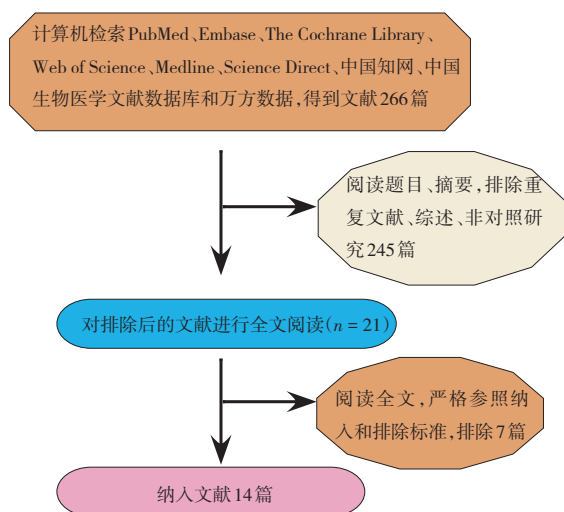 计算机检索PubMed、Embase、The Cochrane Library、
Web of Science、Medline、Science Direct、中国知网、中国
生物医学文献数据库和万方数据,得到文献266篇
阅读题目、摘要,排除重
复文献、综述、非对照研
究245篇
对排除后的文献进行全文阅读(n = 21)
阅读全文,严格参照纳
入和排除标准,排除7篇
纳入文献14篇